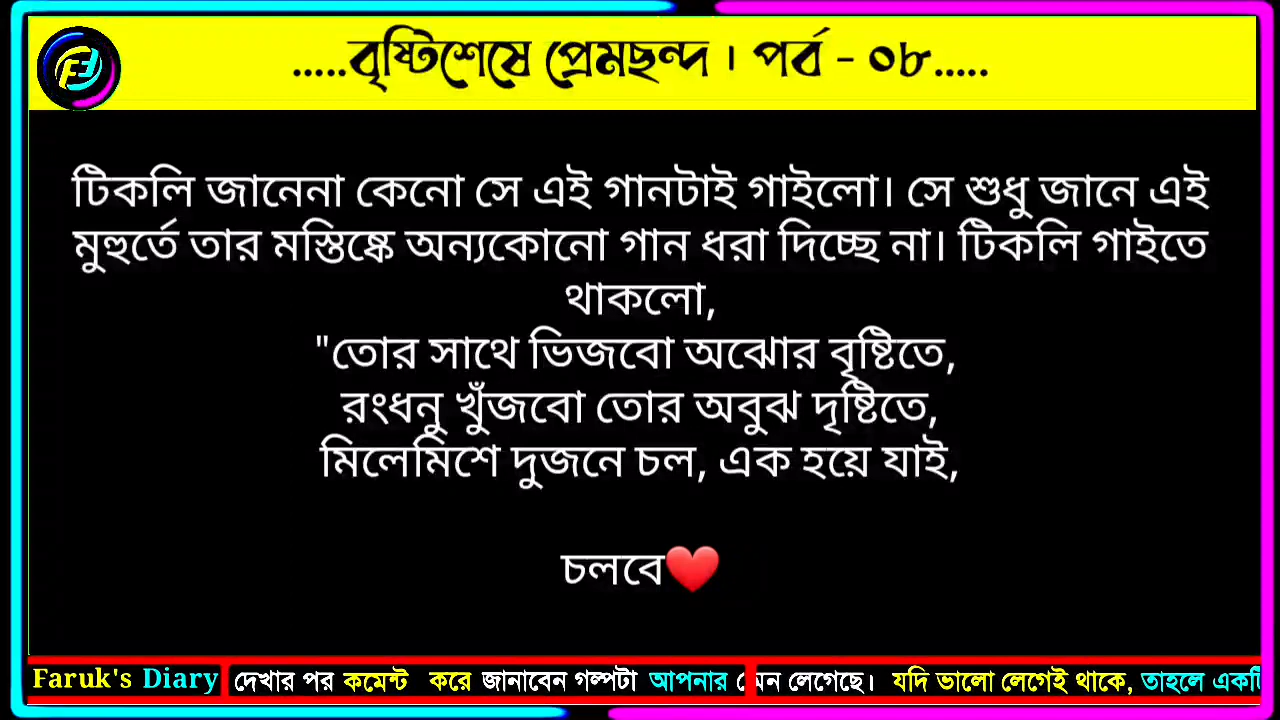 .....বৃষ্টিশেষে প্রেমছন্দ । পর্ব - ০৮.....
টিকলি জানেনা কেনো সে এই গানটাই গাইলো। সে শুধু জানে এই
মুহুর্তে তার মস্তিষ্কে অন্যকোনো গান ধরা দিচ্ছে না। টিকলি গাইতে
থাকলো,
"তোর সাথে ভিজবো অঝোর বৃষ্টিতে,
রংধনু খুঁজবো তোর অবুঝ দৃষ্টিতে,
মিলেমিশে দুজনে চল, এক হয়ে যাই,
চলবে❤️
Faruk's Diary দেখার পর কমেন্ট করে জানাবেন গল্পটা আপনার মেন লেগেছে। যদি ভালো লেগেই থাকে, তাহলে